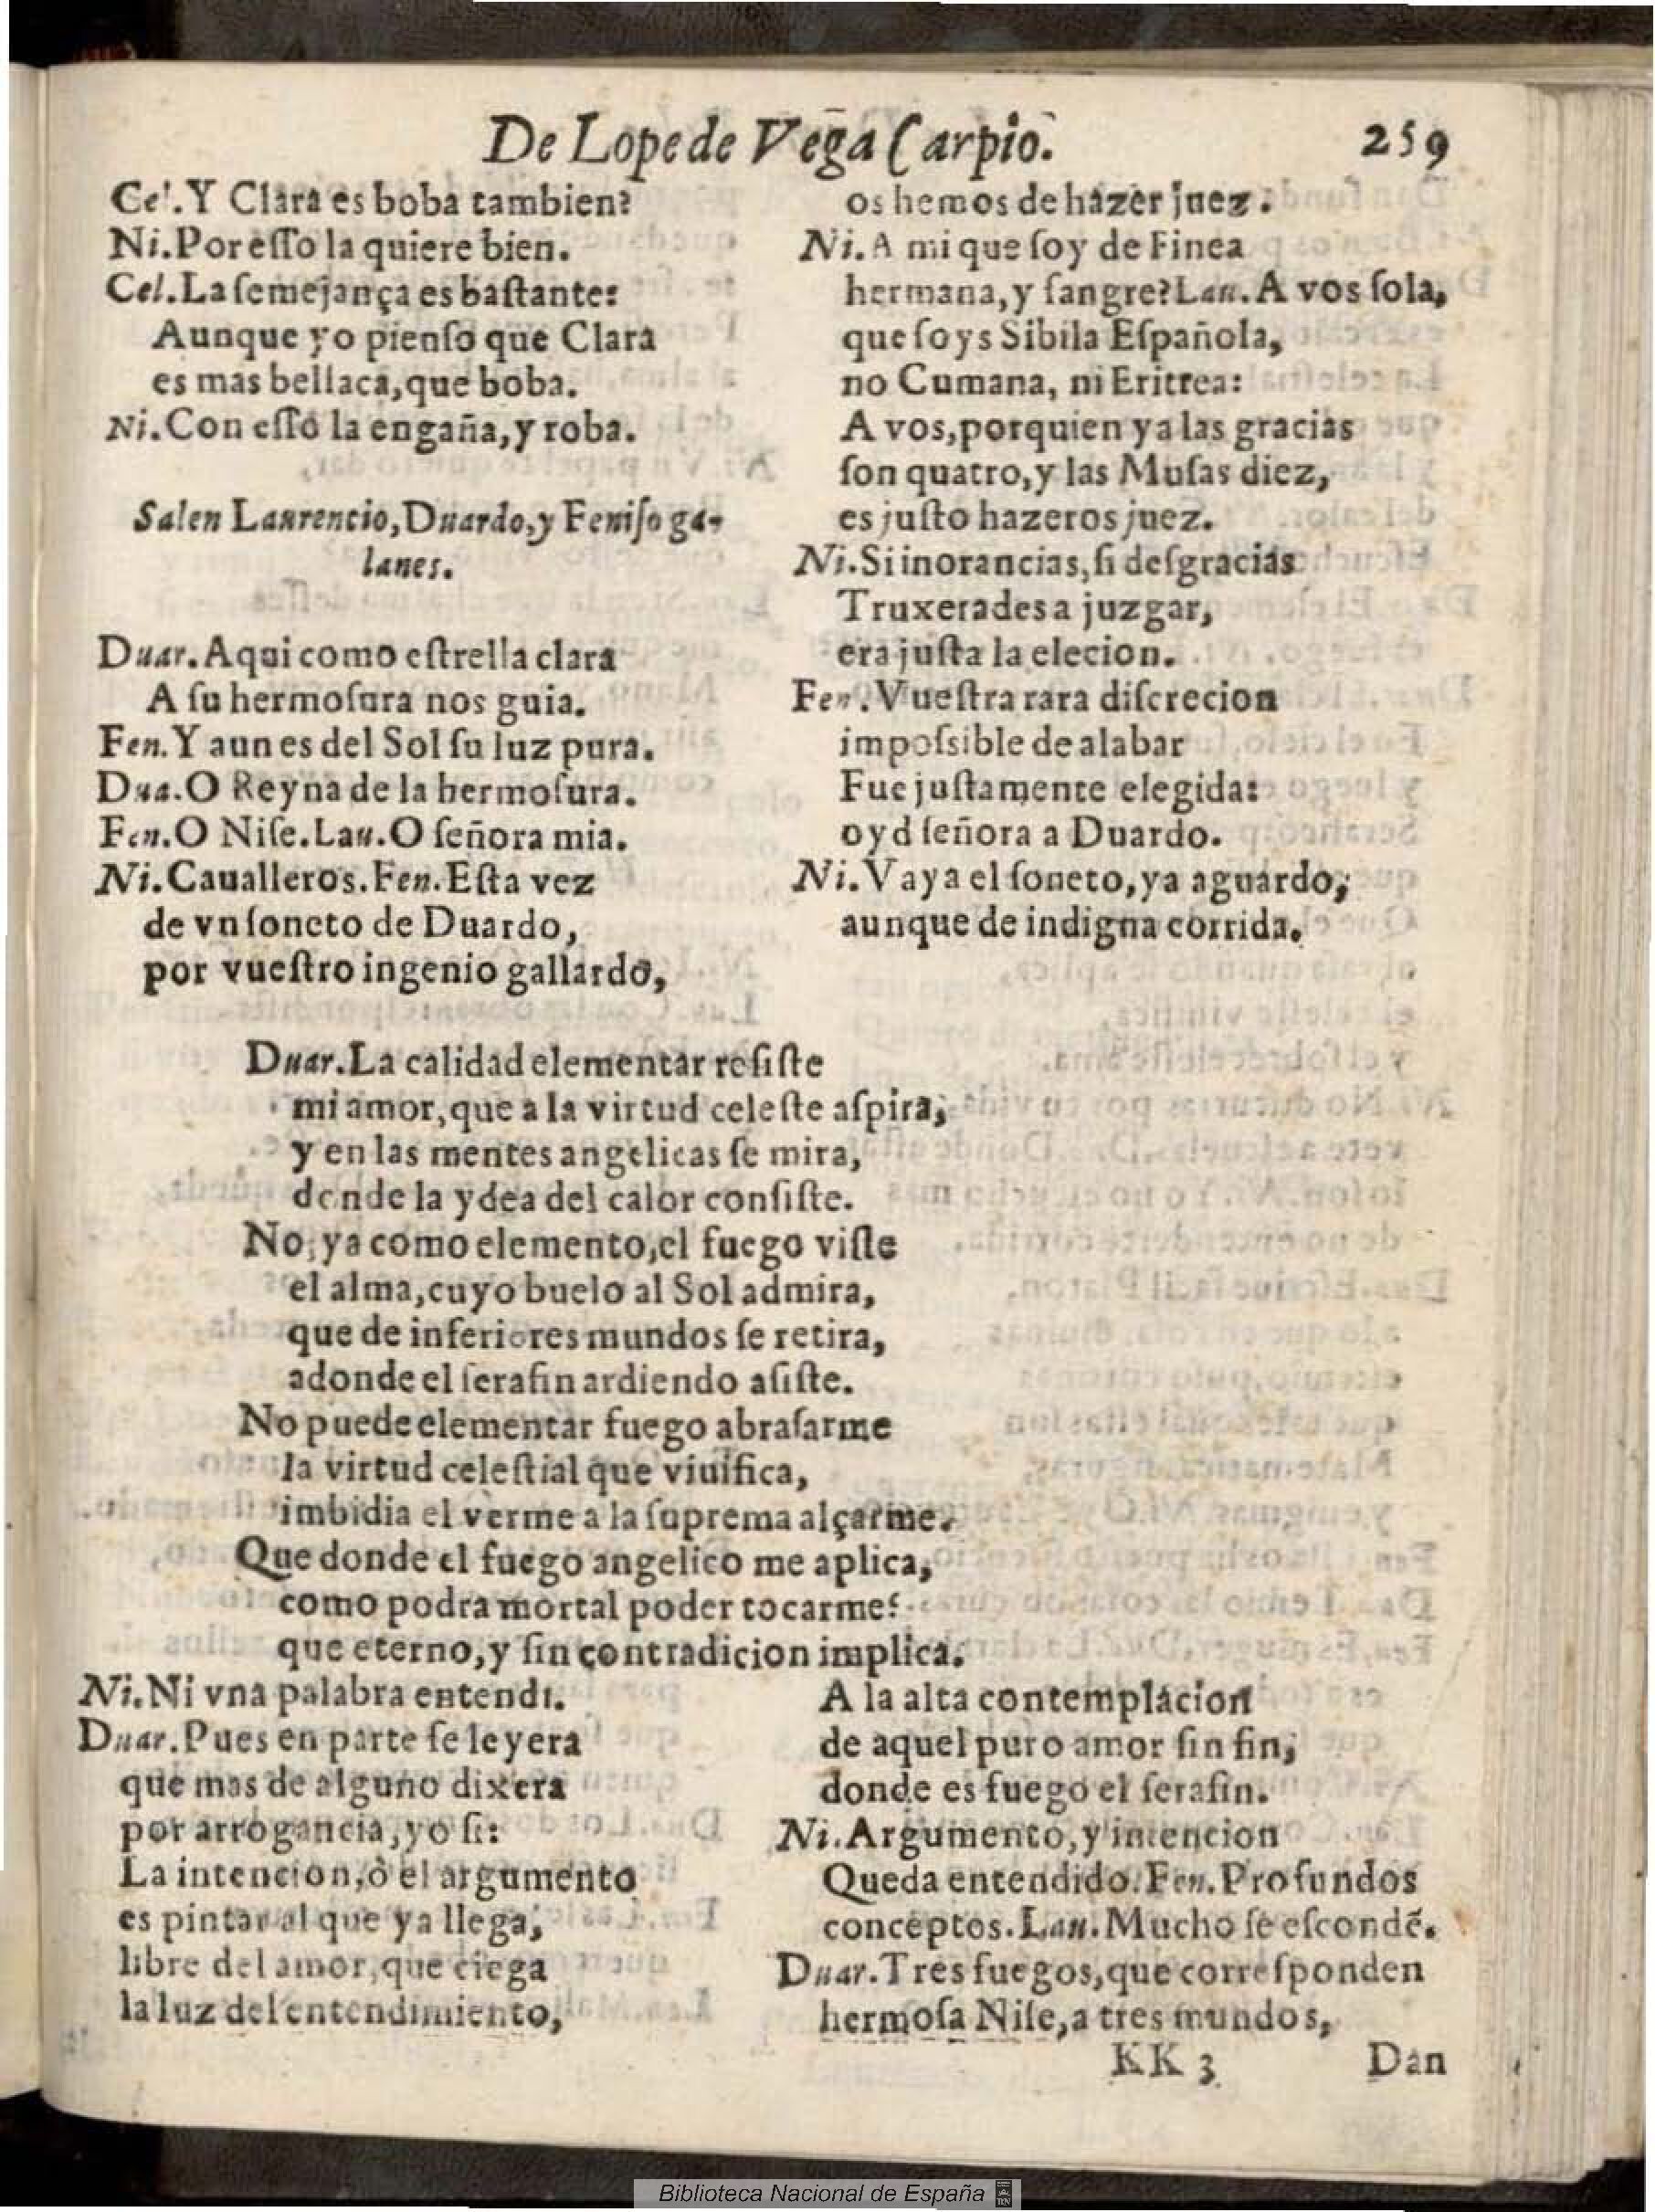 De Lope de Vega Carpio.
259
Cel. Y Clara es boba tambien?
Ni. Por eſſo la quiere bien.
Cel. La ſemejança es baſtante:
Aunque yo pienſo que Clara
es mas bellaca, que boba.
Ni. Con eſſo la engaña, y roba.
Salen Laurencio, Duardo, y Feniſo ga-
lanes.
Duar. Aqui como eſtrella clara
A ſu hermoſura nos guia.
Fen. Y aun es del Sol ſu luz pura.
Dua. O Reyna de la hermoſura.
Fen. O Niſe. Lau. O ſeñora mia.
Ni. Caualleros. Fen. Eſta vez
de vn ſoneto de Duardo,
por vueſtro ingenio gallardo,
os hemos de hazer juez.
Ni. A mi que ſoy de Finea
hermana, y ſangre? Lau. A vos ſola,
que ſoys Sibila Eſpañola,
no Cumana, ni Eritrea:
A vos, por quien ya las gracias
ſon quatro, y las Muſas diez,
es juſto hazeros juez.
Ni. Si inorancias, ſi deſgracias
Truxerades a juzgar,
era juſta la elecion.
Fen. Vueſtra rara diſcrecion
impoſsible de alabar
Fue juſtamente elegida:
oyd ſeñora a Duardo.
Ni. Vaya el ſoneto, ya aguardo,
aunque de indigna corrida.
Duar. La calidad elementar reſiſte
mi amor, que a la virtud celeſte aſpira,
y en las mentes angelicas ſe mira,
donde la ydea del calor conſiſte.
No, ya como elemento, el fuego viſte
el alma, cuyo buelo al Sol admira,
que de inferiores mundos ſe retira,
adonde el ſerafin ardiendo aſiſte.
No puede elementar fuego abraſarme
la virtud celeſtial que viuifica,
imbidia el verme a la ſuprema alçarme.
Que donde el fuego angelico me aplica,
como podra mortal poder tocarme?
que eterno, y ſin contradicion implica.
Ni. Ni vna palabra entendi.
Duar. Pues en parte ſe leyera
que mas de alguno dixera
por arrogancia, yo ſi:
La intencion, ò el argumento
es pintar al que ya llega,
libre del amor, que ciega
la luz del entendimiento,
A la alta contemplacion
de aquel puro amor ſin fin,
donde es fuego el ſerafin.
Ni. Argumento, y intencion
Queda entendido. Fen. Profundos
conceptos. Lau. Mucho ſe eſcondẽ.
Duar. Tres fuegos, que correſponden
hermoſa Niſe, a tres mundos,
KK 3
Dan
Biblioteca Nacional de España